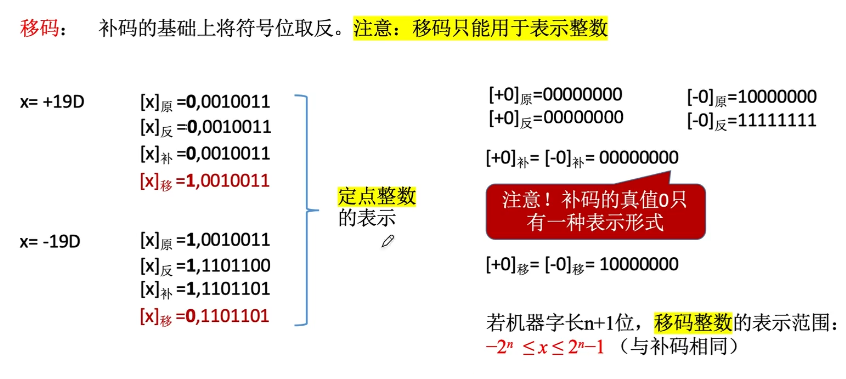 移码： 补码的基础上将符号位取反。注意：移码只能用于表示整数
x= +19D
[x]原 =0,0010011
[x]反 =0,0010011
[x]补 =0,0010011
[x]移 =1,0010011
x= -19D
[x]原 =1,0010011
[x]反 =1,1101100
[x]补 =1,1101101
[x]移 =0,1101101
定点整数
的表示
[+0]原=00000000
[+0]反=00000000
[-0]原=10000000
[-0]反=11111111
[+0]补= [-0]补= 00000000
注意！补码的真值0只
有一种表示形式
[+0]移= [-0]移= 10000000
若机器字长n+1位，移码整数的表示范围：
−2ⁿ ≤ x ≤ 2ⁿ−1 （与补码相同）